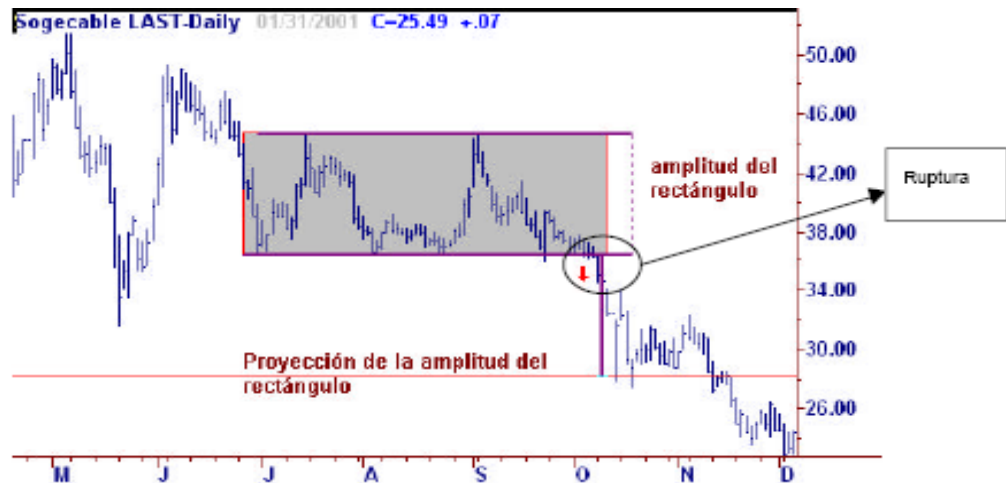 Sogecable LAST-Daily 01/31/2001 C=25.49 +.07
50.00
46.00
42.00
38.00
34.00
30.00
26.00
amplitud del
rectángulo
Ruptura
Proyección de la amplitud del
rectángulo
M J J A S O N D